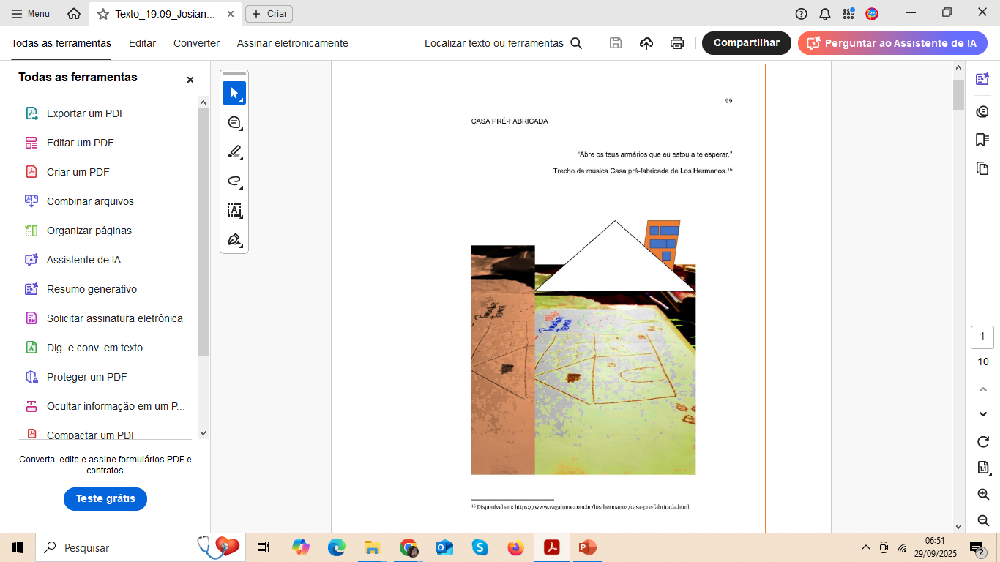 Menu
Texto_19.09_Josian...
Criar
Todas as ferramentas
Editar
Converter
Assinar eletronicamente
Localizar texto ou ferramentas
Compartilhar
Perguntar ao Assistente de IA
Todas as ferramentas
Exportar um PDF
Editar um PDF
Criar um PDF
Combinar arquivos
Organizar páginas
Assistente de IA
Resumo generativo
Solicitar assinatura eletrônica
Dig. e conv. em texto
Proteger um PDF
Ocultar informação em um P...
Compactar um PDF
Converta, edite e assine formulários PDF e
contratos
Teste grátis
99
CASA PRÉ-FABRICADA
“Abre os teus armários que eu estou a te esperar.”
Trecho da música Casa pré-fabricada de Los Hermanos.¹⁶
¹⁶ Disponível em: https://www.vagalume.com.br/los-hermanos/casa-pre-fabricada.html
1
10
1:1
Pesquisar
06:51
29/09/2025
2